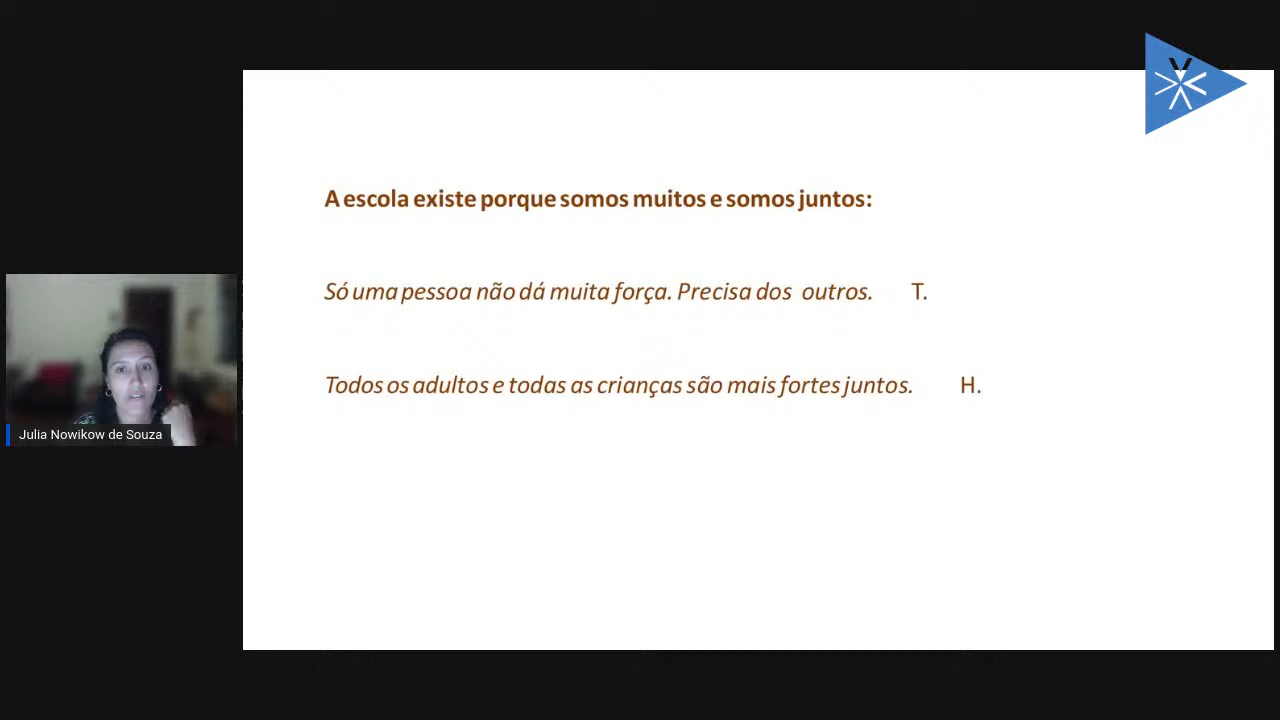 A escola existe porque somos muitos e somos juntos:
Só uma pessoa não dá muita força. Precisa dos outros. T.
Todos os adultos e todas as crianças são mais fortes juntos. H.
Julia Nowikow de Souza